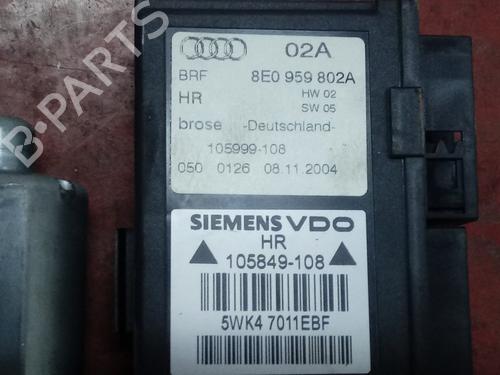 02A
BRF 8E0 959 802A
HR HW 02
SW 05
brose -Deutschland-
105999-108
050 0126 08.11.2004
SIEMENS VDO
HR
105849-108
5WK4 7011EBF